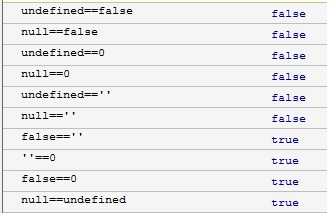 undefined==false false
null==false false
undefined==0 false
null==0 false
undefined=='' false
null=='' false
false=='' true
''==0 true
false==0 true
null==undefined true